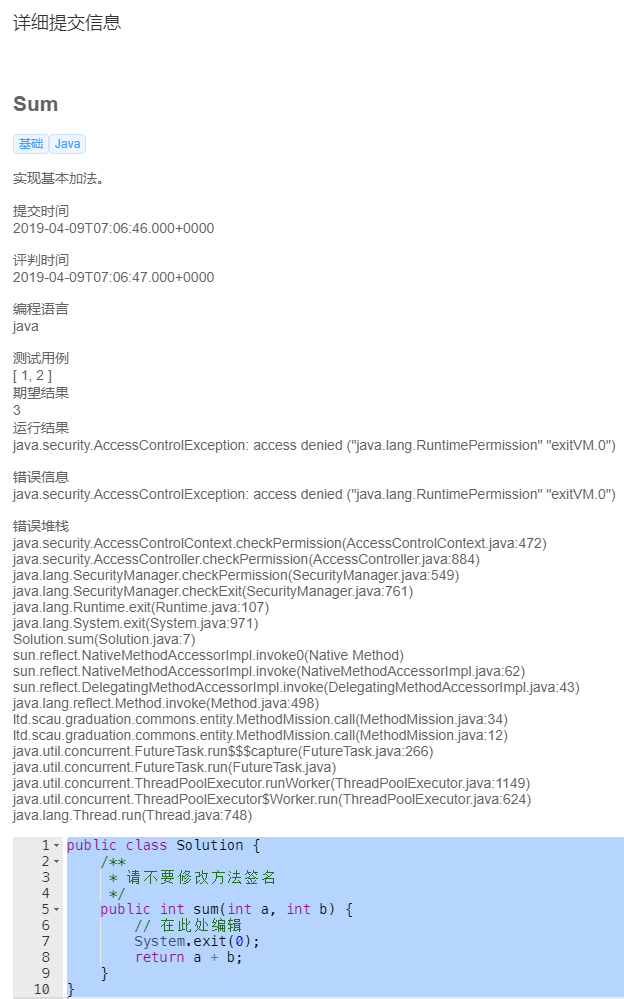 详细提交信息
Sum
基础 Java
实现基本加法。
提交时间
2019-04-09T07:06:46.000+0000
评判时间
2019-04-09T07:06:47.000+0000
编程语言
java
测试用例
[ 1, 2 ]
期望结果
3
运行结果
java.security.AccessControlException: access denied ("java.lang.RuntimePermission" "exitVM.0")
错误信息
java.security.AccessControlException: access denied ("java.lang.RuntimePermission" "exitVM.0")
错误堆栈
java.security.AccessControlContext.checkPermission(AccessControlContext.java:472)
java.security.AccessController.checkPermission(AccessController.java:884)
java.lang.SecurityManager.checkPermission(SecurityManager.java:549)
java.lang.SecurityManager.checkExit(SecurityManager.java:761)
java.lang.Runtime.exit(Runtime.java:107)
java.lang.System.exit(System.java:971)
Solution.sum(Solution.java:7)
sun.reflect.NativeMethodAccessorImpl.invoke0(Native Method)
sun.reflect.NativeMethodAccessorImpl.invoke(NativeMethodAccessorImpl.java:62)
sun.reflect.DelegatingMethodAccessorImpl.invoke(DelegatingMethodAccessorImpl.java:43)
java.lang.reflect.Method.invoke(Method.java:498)
ltd.scau.graduation.commons.entity.MethodMission.call(MethodMission.java:34)
ltd.scau.graduation.commons.entity.MethodMission.call(MethodMission.java:12)
java.util.concurrent.FutureTask.run$$$capture(FutureTask.java:266)
java.util.concurrent.FutureTask.run(FutureTask.java)
java.util.concurrent.ThreadPoolExecutor.runWorker(ThreadPoolExecutor.java:1149)
java.util.concurrent.ThreadPoolExecutor$Worker.run(ThreadPoolExecutor.java:624)
java.lang.Thread.run(Thread.java:748)
1 public class Solution {
2     /**
3      * 请不要修改方法签名
4      */
5     public int sum(int a, int b) {
6         // 在此处编辑
7         System.exit(0);
8         return a + b;
9     }
10 }